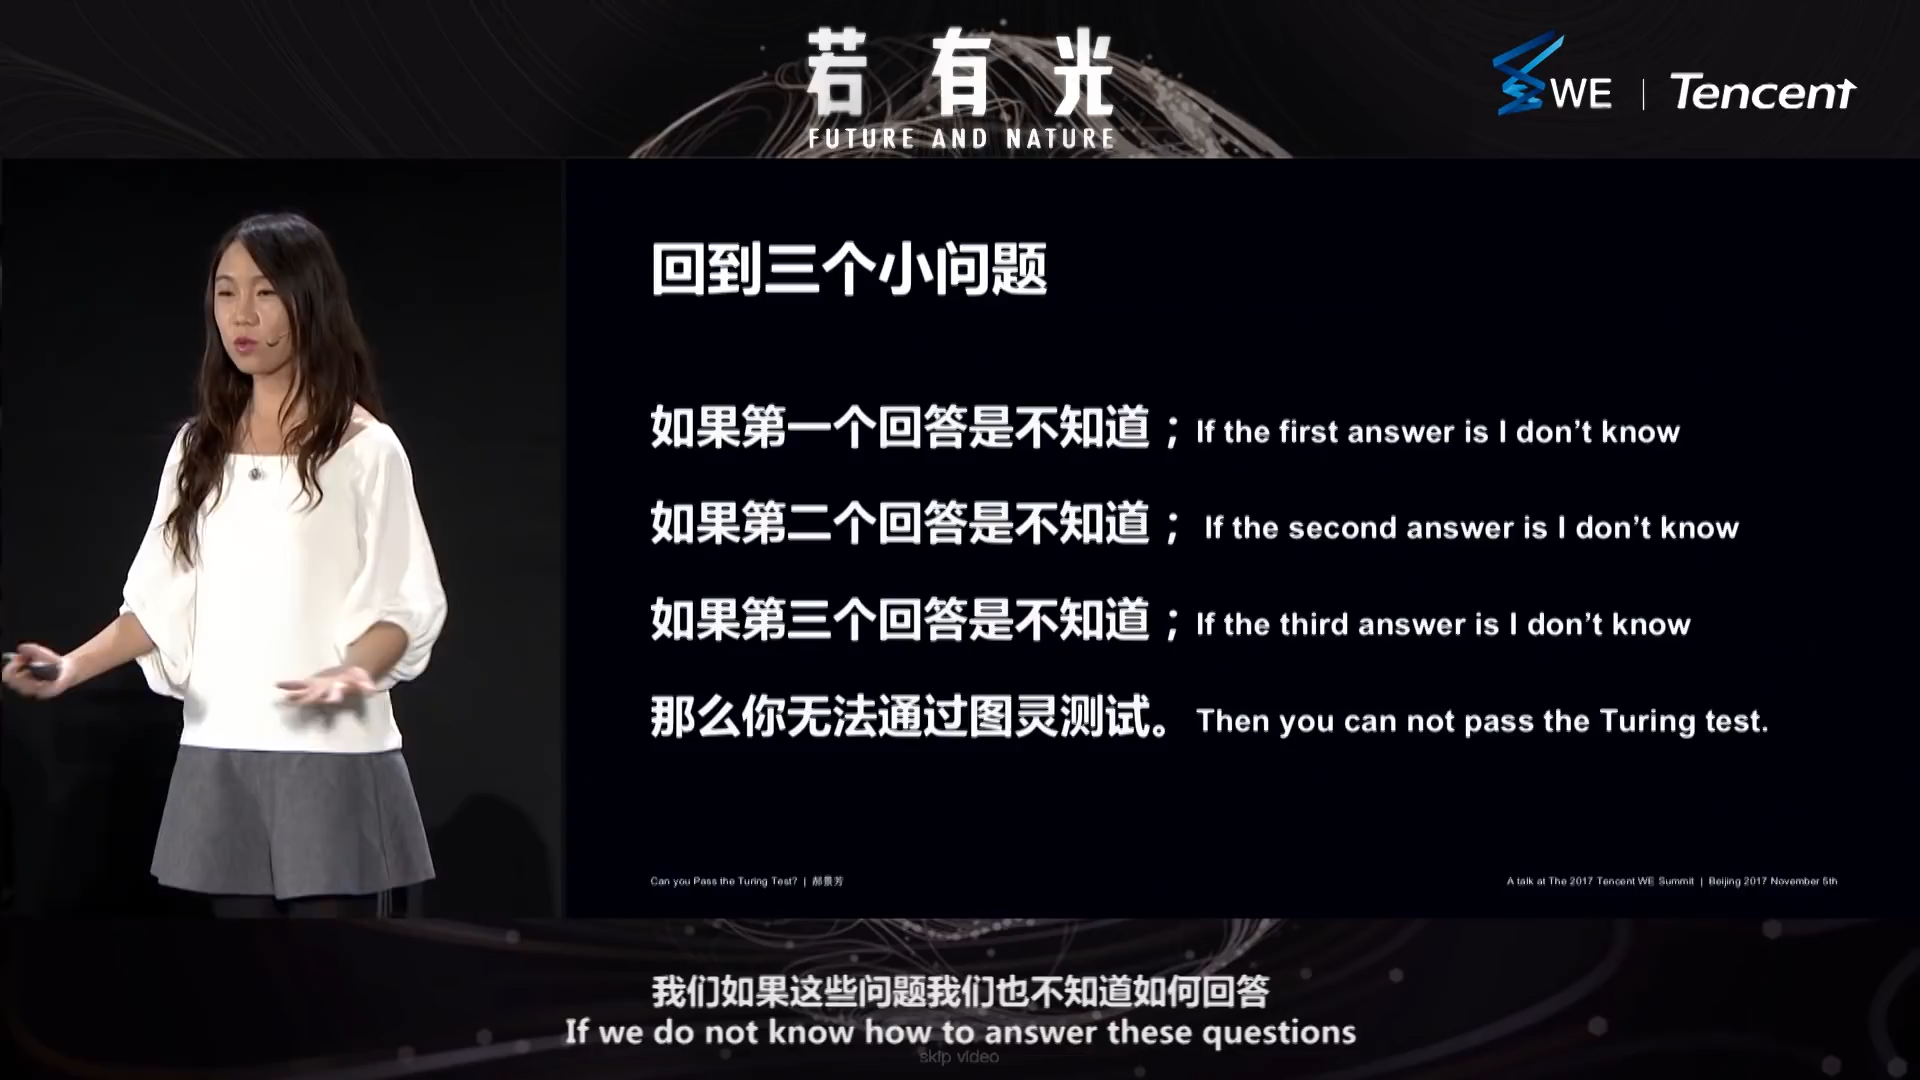 若有光
FUTURE AND NATURE
WE | Tencent
回到三个小问题
如果第一个回答是不知道；If the first answer is I don’t know
如果第二个回答是不知道； If the second answer is I don’t know
如果第三个回答是不知道；If the third answer is I don’t know
那么你无法通过图灵测试。 Then you can not pass the Turing test.
Can you Pass the Turing Test? | 郝景芳
A talk at The 2017 Tencent WE Summit | Beijing 2017 November 5th
我们如果这些问题我们也不知道如何回答
If we do not know how to answer these questions
skip video